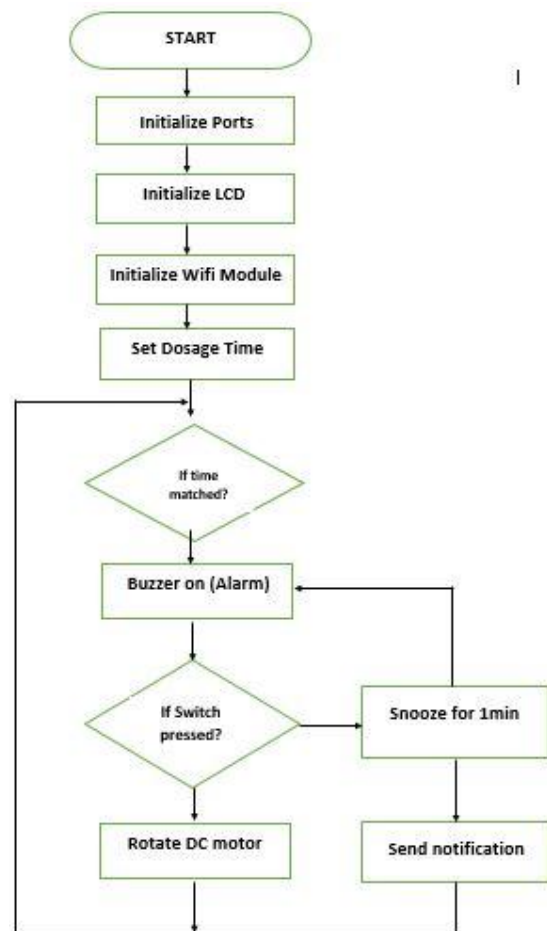 START
Initialize Ports
Initialize LCD
Initialize Wifi Module
Set Dosage Time
If time
matched?
Buzzer on (Alarm)
If Switch
pressed?
Snooze for 1min
Rotate DC motor
Send notification